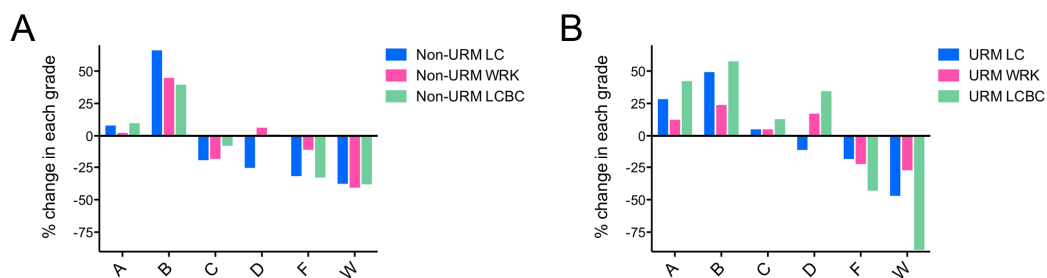 A
% change in each grade
50
25
0
-25
-50
-75
A
B
C
D
F
W
Non-URM LC
Non-URM WRK
Non-URM LCBC
B
% change in each grade
50
25
0
-25
-50
-75
A
B
C
D
F
W
URM LC
URM WRK
URM LCBC